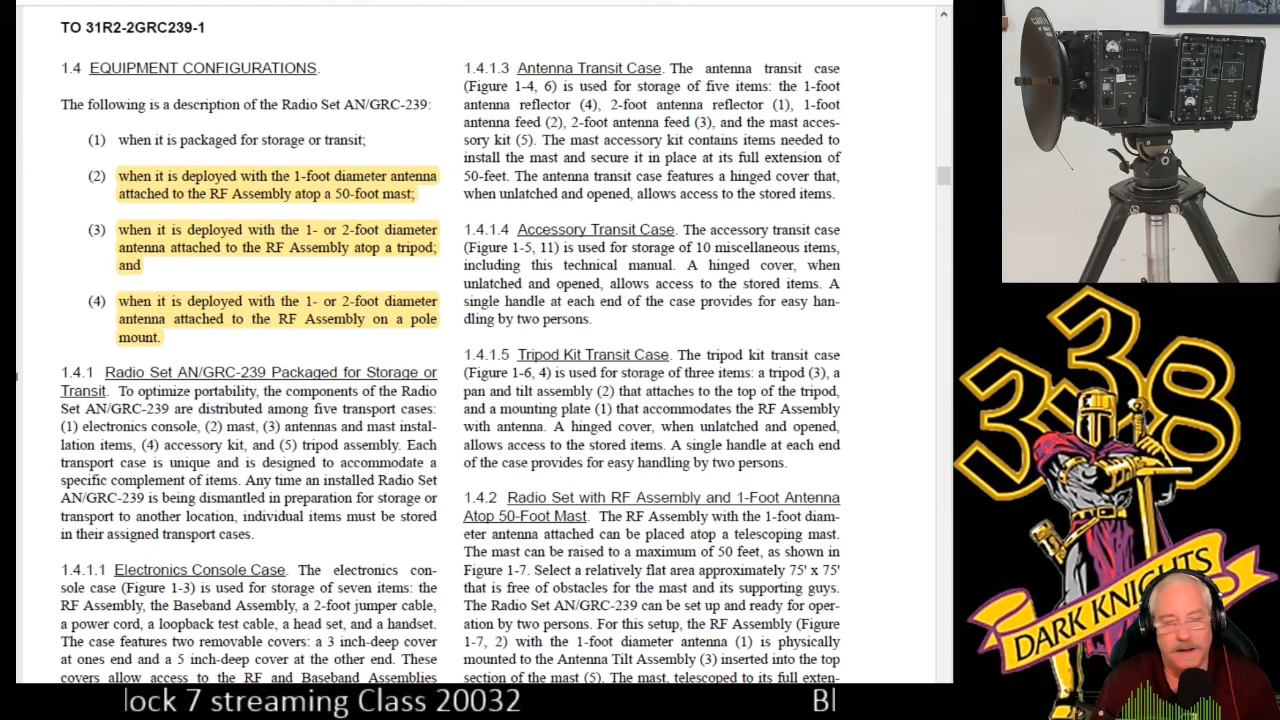 TO 31R2-2GRC239-1
1.4 EQUIPMENT CONFIGURATIONS.
The following is a description of the Radio Set AN/GRC-239:
(1) when it is packaged for storage or transit;
(2) when it is deployed with the 1-foot diameter antenna
attached to the RF Assembly atop a 50-foot mast;
(3) when it is deployed with the 1- or 2-foot diameter
antenna attached to the RF Assembly atop a tripod;
and
(4) when it is deployed with the 1- or 2-foot diameter
antenna attached to the RF Assembly on a pole
mount.
1.4.1 Radio Set AN/GRC-239 Packaged for Storage or
Transit. To optimize portability, the components of the Radio
Set AN/GRC-239 are distributed among five transport cases:
(1) electronics console, (2) mast, (3) antennas and mast instal-
lation items, (4) accessory kit, and (5) tripod assembly. Each
transport case is unique and is designed to accommodate a
specific complement of items. Any time an installed Radio Set
AN/GRC-239 is being dismantled in preparation for storage or
transport to another location, individual items must be stored
in their assigned transport cases.
1.4.1.1 Electronics Console Case. The electronics con-
sole case (Figure 1-3) is used for storage of seven items: the
RF Assembly, the Baseband Assembly, a 2-foot jumper cable,
a power cord, a loopback test cable, a head set, and a handset.
The case features two removable covers: a 3 inch-deep cover
at ones end and a 5 inch-deep cover at the other end. These
covers allow access to the RF and Baseband Assemblies
1.4.1.3 Antenna Transit Case. The antenna transit case
(Figure 1-4, 6) is used for storage of five items: the 1-foot
antenna reflector (4), 2-foot antenna reflector (1), 1-foot
antenna feed (2), 2-foot antenna feed (3), and the mast acces-
sory kit (5). The mast accessory kit contains items needed to
install the mast and secure it in place at its full extension of
50-feet. The antenna transit case features a hinged cover that,
when unlatched and opened, allows access to the stored items.
1.4.1.4 Accessory Transit Case. The accessory transit case
(Figure 1-5, 11) is used for storage of 10 miscellaneous items,
including this technical manual. A hinged cover, when
unlatched and opened, allows access to the stored items. A
single handle at each end of the case provides for easy han-
dling by two persons.
1.4.1.5 Tripod Kit Transit Case. The tripod kit transit case
(Figure 1-6, 4) is used for storage of three items: a tripod (3), a
pan and tilt assembly (2) that attaches to the top of the tripod,
and a mounting plate (1) that accommodates the RF Assembly
with antenna. A hinged cover, when unlatched and opened,
allows access to the stored items. A single handle at each end
of the case provides for easy handling by two persons.
1.4.2 Radio Set with RF Assembly and 1-Foot Antenna
Atop 50-Foot Mast. The RF Assembly with the 1-foot diam-
eter antenna attached can be placed atop a telescoping mast.
The mast can be raised to a maximum of 50 feet, as shown in
Figure 1-7. Select a relatively flat area approximately 75' x 75'
that is free of obstacles for the mast and its supporting guys.
The Radio Set AN/GRC-239 can be set up and ready for oper-
ation by two persons. For this setup, the RF Assembly (Figure
1-7, 2) with the 1-foot diameter antenna (1) is physically
mounted to the Antenna Tilt Assembly (3) inserted into the top
section of the mast (5). The mast, telescoped to its full exten-
338
DARK KNIGHTS
lock 7 streaming Class 20032
Bl